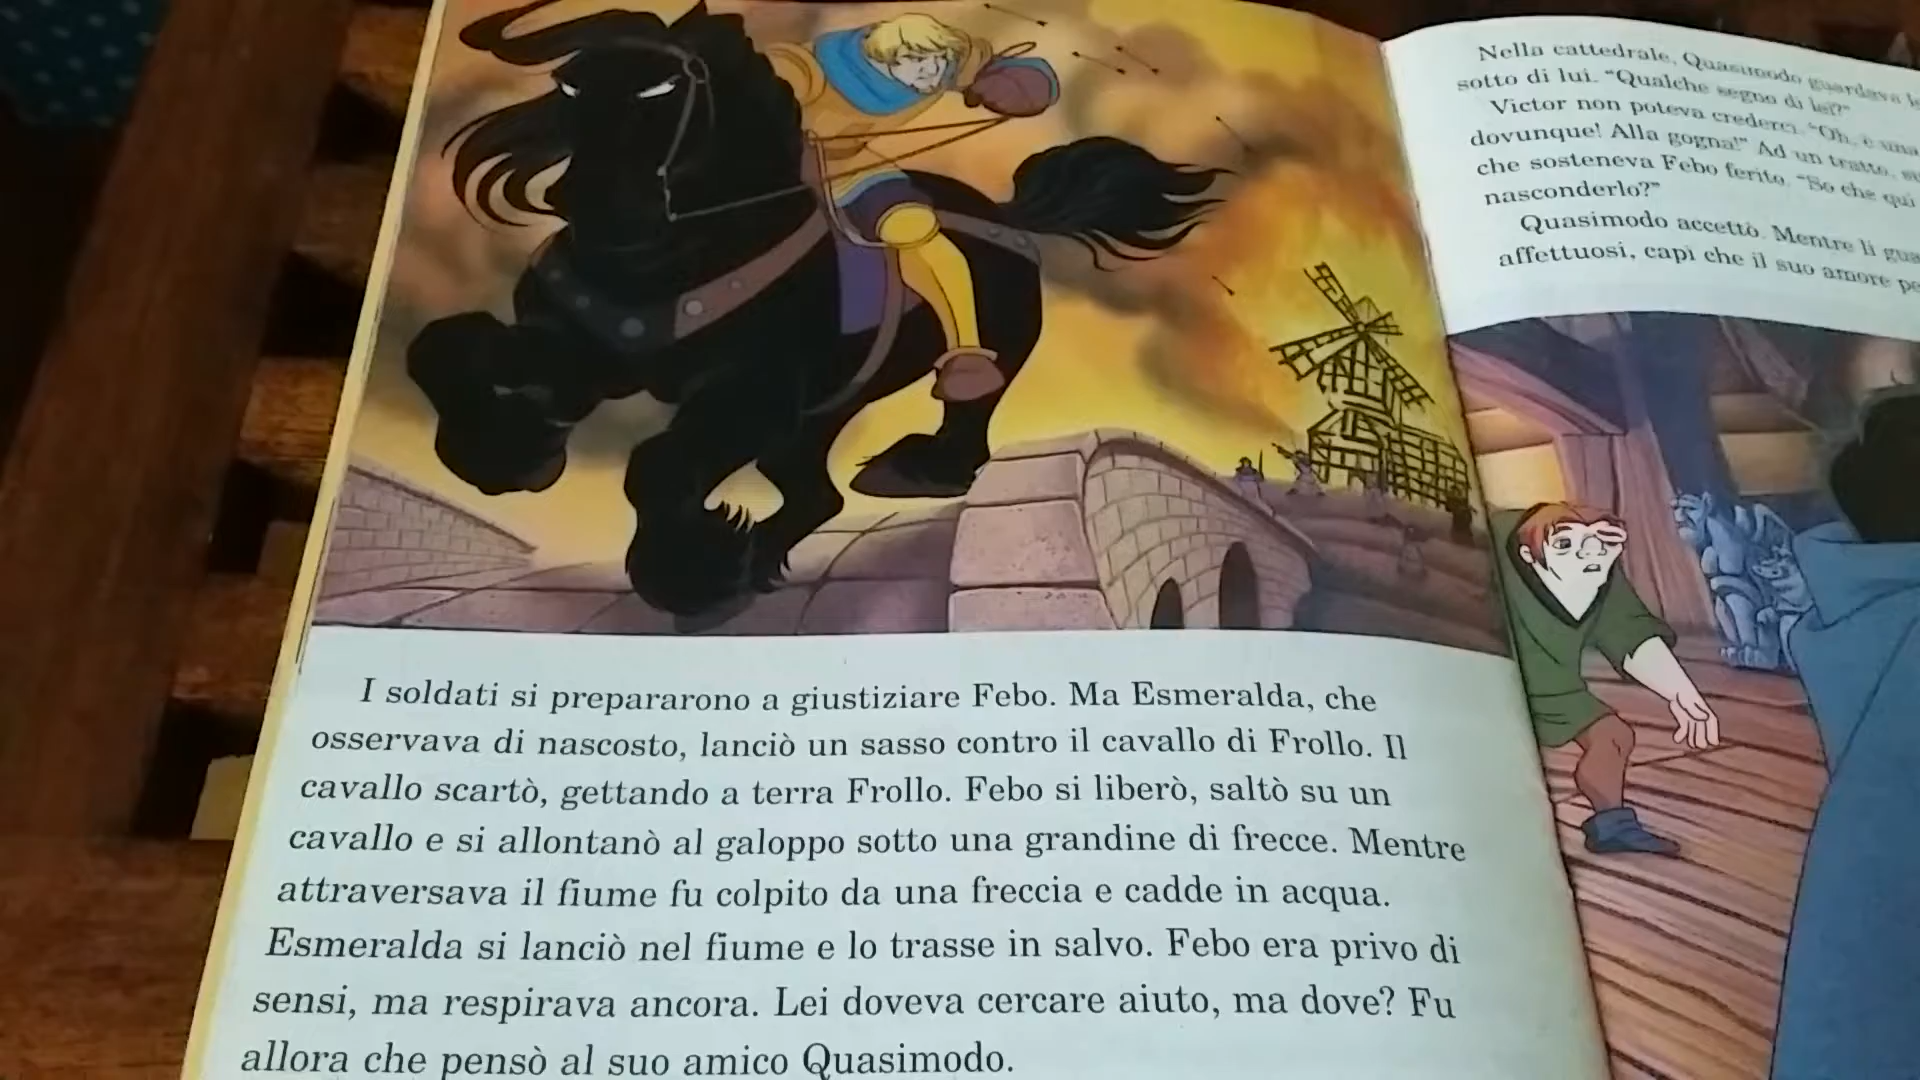 I soldati si prepararono a giustiziare Febo. Ma Esmeralda, che
osservava di nascosto, lanciò un sasso contro il cavallo di Frollo. Il
cavallo scartò, gettando a terra Frollo. Febo si liberò, saltò su un
cavallo e si allontanò al galoppo sotto una grandine di frecce. Mentre
attraversava il fiume fu colpito da una freccia e cadde in acqua.
Esmeralda si lanciò nel fiume e lo trasse in salvo. Febo era privo di
sensi, ma respirava ancora. Lei doveva cercare aiuto, ma dove? Fu
allora che pensò al suo amico Quasimodo.
Nella cattedrale, Quasimodo guardava
sotto di lui. “Qualche segno di lei?”
Victor non poteva crederci. “Oh, è una
dovunque! Alla gogna!” Ad un tratto,
che sosteneva Febo ferito. “So che qui
nasconderlo?”
Quasimodo accettò. Mentre li
affettuosi, capì che il suo amore